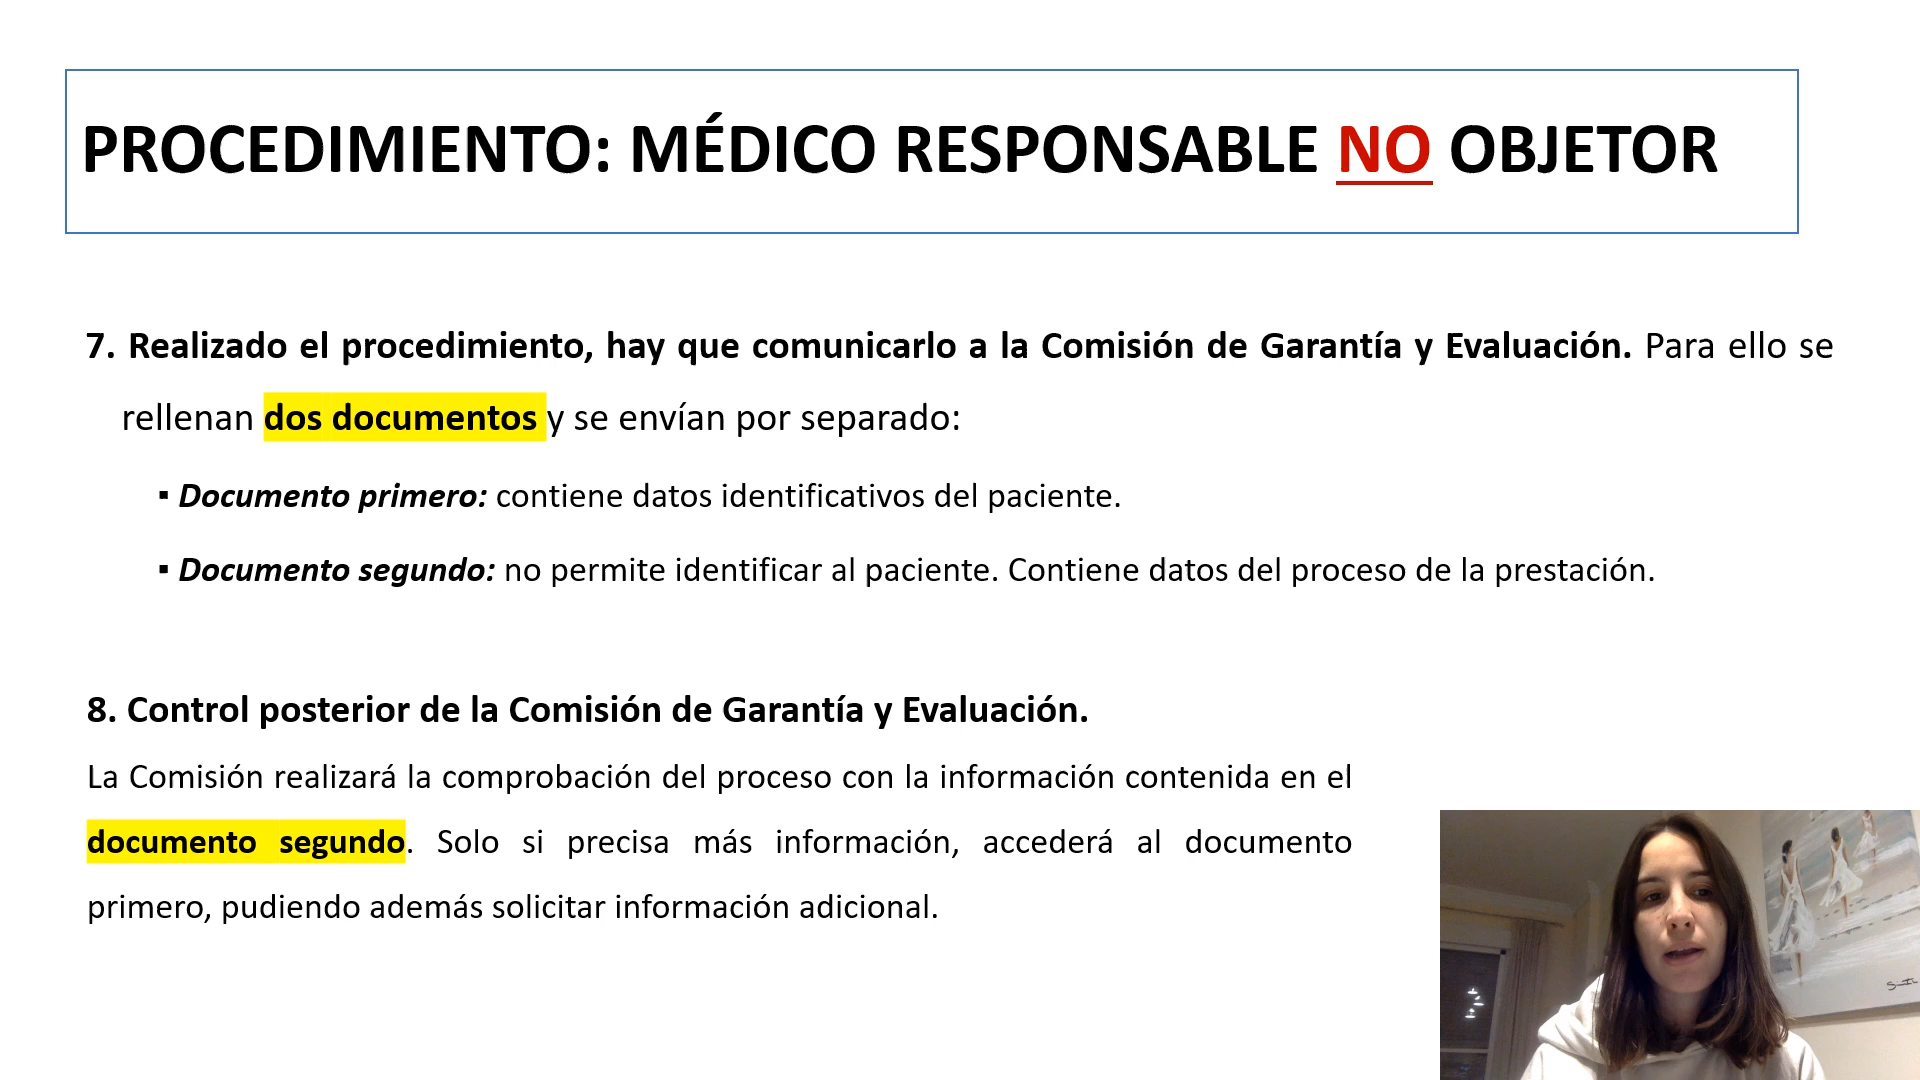 PROCEDIMIENTO: MÉDICO RESPONSABLE NO OBJETOR
7. Realizado el procedimiento, hay que comunicarlo a la Comisión de Garantía y Evaluación. Para ello se
rellenan dos documentos y se envían por separado:
▪ Documento primero: contiene datos identificativos del paciente.
▪ Documento segundo: no permite identificar al paciente. Contiene datos del proceso de la prestación.
8. Control posterior de la Comisión de Garantía y Evaluación.
La Comisión realizará la comprobación del proceso con la información contenida en el
documento segundo. Solo si precisa más información, accederá al documento
primero, pudiendo además solicitar información adicional.